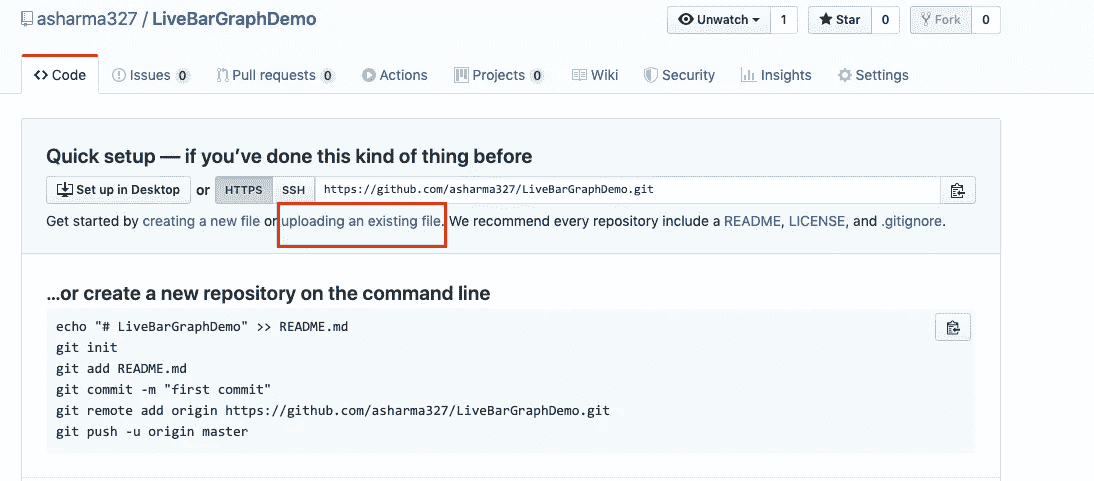 asharma327 / LiveBarGraphDemo
Unwatch 1 Star 0 Fork 0
Code Issues 0 Pull requests 0 Actions Projects 0 Wiki Security Insights Settings
Quick setup — if you’ve done this kind of thing before
Set up in Desktop or HTTPS SSH https://github.com/asharma327/LiveBarGraphDemo.git
Get started by creating a new file or uploading an existing file. We recommend every repository include a README, LICENSE, and .gitignore.
…or create a new repository on the command line
echo "# LiveBarGraphDemo" >> README.md
git init
git add README.md
git commit -m "first commit"
git remote add origin https://github.com/asharma327/LiveBarGraphDemo.git
git push -u origin master